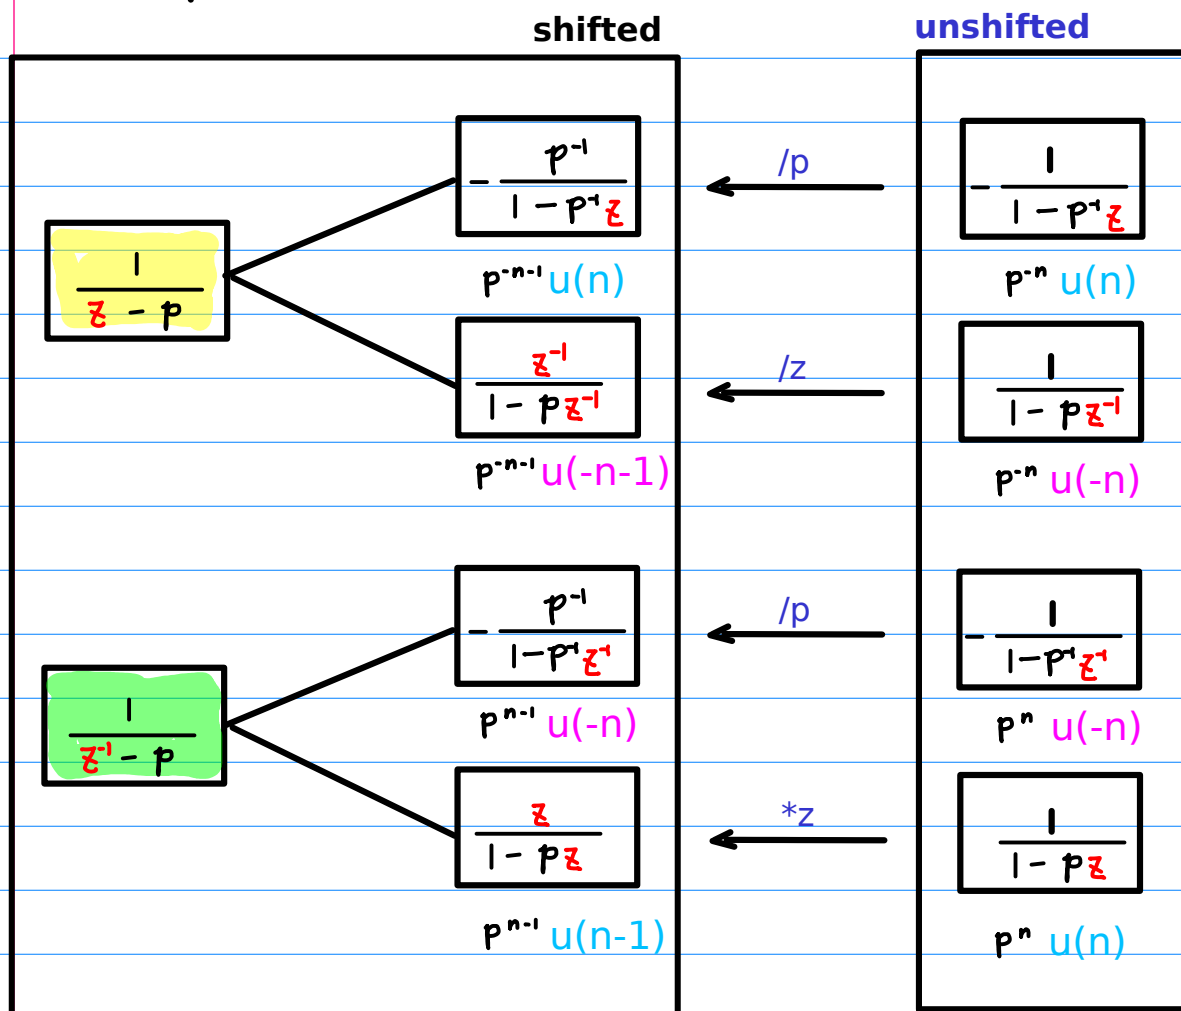 shifted unshifted
- p⁻¹ / (1 - p⁻¹z) /p - 1 / (1 - p⁻¹z)
1 / (z - p)
p⁻ⁿ⁻¹ u(n) p⁻ⁿ u(n)
z⁻¹ / (1 - pz⁻¹) /z 1 / (1 - pz⁻¹)
p⁻ⁿ⁻¹ u(-n-1) p⁻ⁿ u(-n)
- p⁻¹ / (1 - p⁻¹z⁻¹) /p - 1 / (1 - p⁻¹z⁻¹)
1 / (z⁻¹ - p)
pⁿ⁻¹ u(-n) pⁿ u(-n)
z / (1 - pz) *z 1 / (1 - pz)
pⁿ⁻¹ u(n-1) pⁿ u(n)